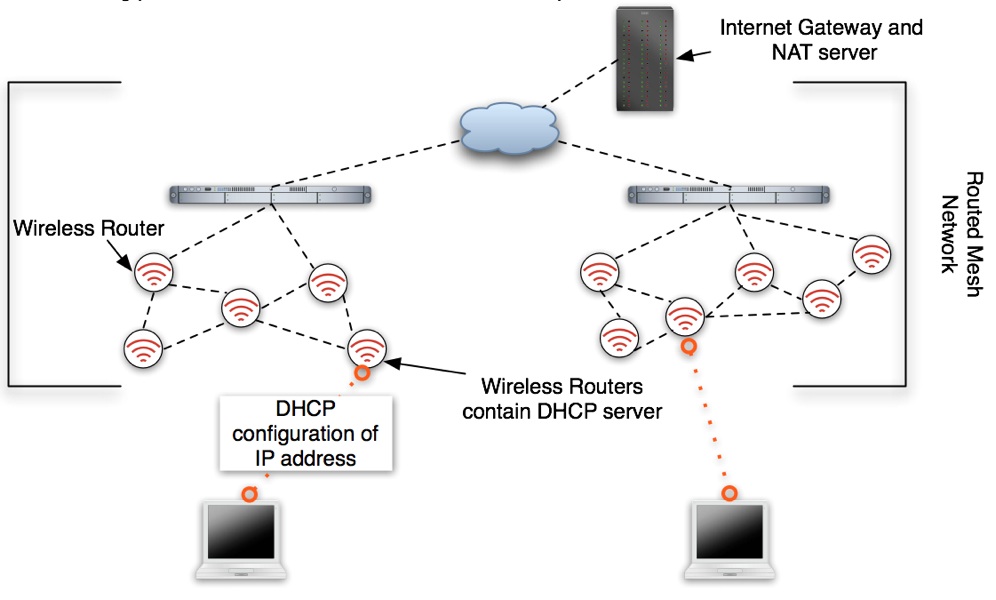 Internet Gateway and
NAT server
Wireless Router
Routed Mesh
Network
Wireless Routers
contain DHCP server
DHCP
configuration of
IP address